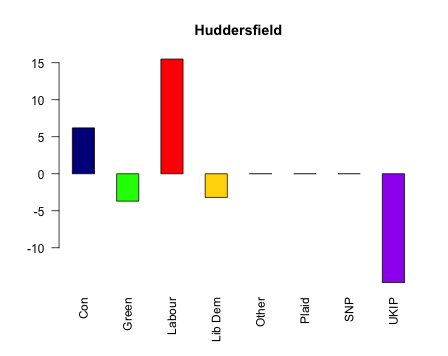 Huddersfield
15
10
5
0
-5
-10
Con
Green
Labour
Lib Dem
Other
Plaid
SNP
UKIP